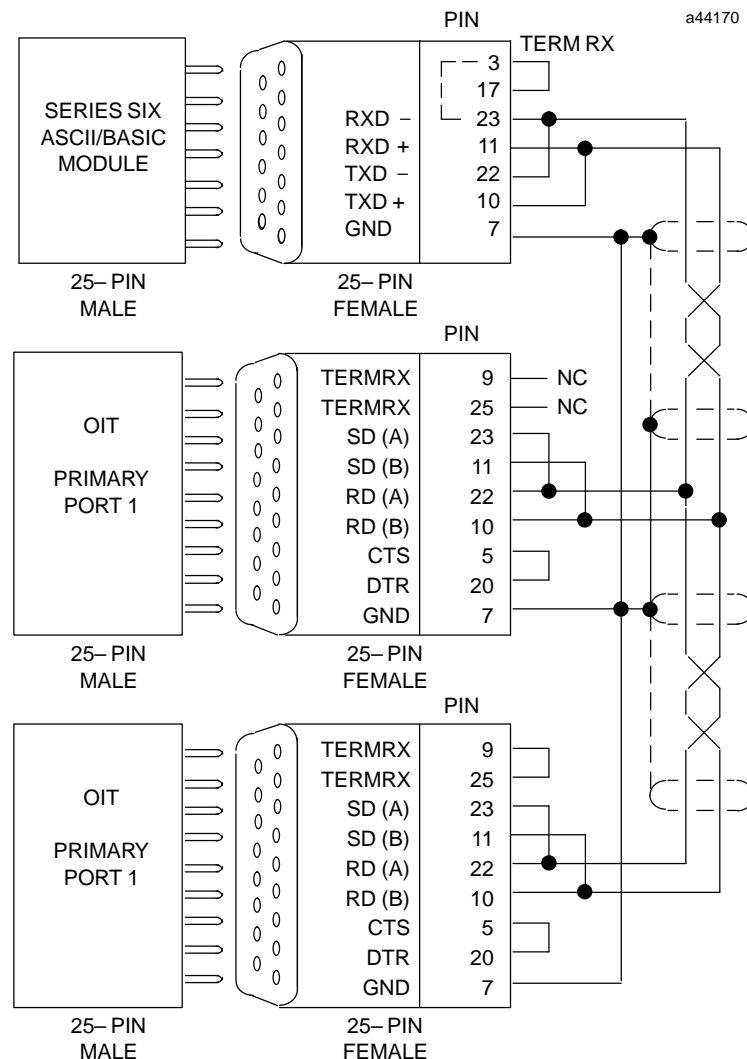 a44170
PIN
TERM RX
SERIES SIX
ASCII/BASIC
MODULE
3
17
RXD – 23
RXD + 11
TXD – 22
TXD + 10
GND 7
25– PIN
MALE
25– PIN
FEMALE
PIN
OIT
PRIMARY
PORT 1
TERMRX 9 NC
TERMRX 25 NC
SD (A) 23
SD (B) 11
RD (A) 22
RD (B) 10
CTS 5
DTR 20
GND 7
25– PIN
MALE
25– PIN
FEMALE
PIN
OIT
PRIMARY
PORT 1
TERMRX 9
TERMRX 25
SD (A) 23
SD (B) 11
RD (A) 22
RD (B) 10
CTS 5
DTR 20
GND 7
25– PIN
MALE
25– PIN
FEMALE